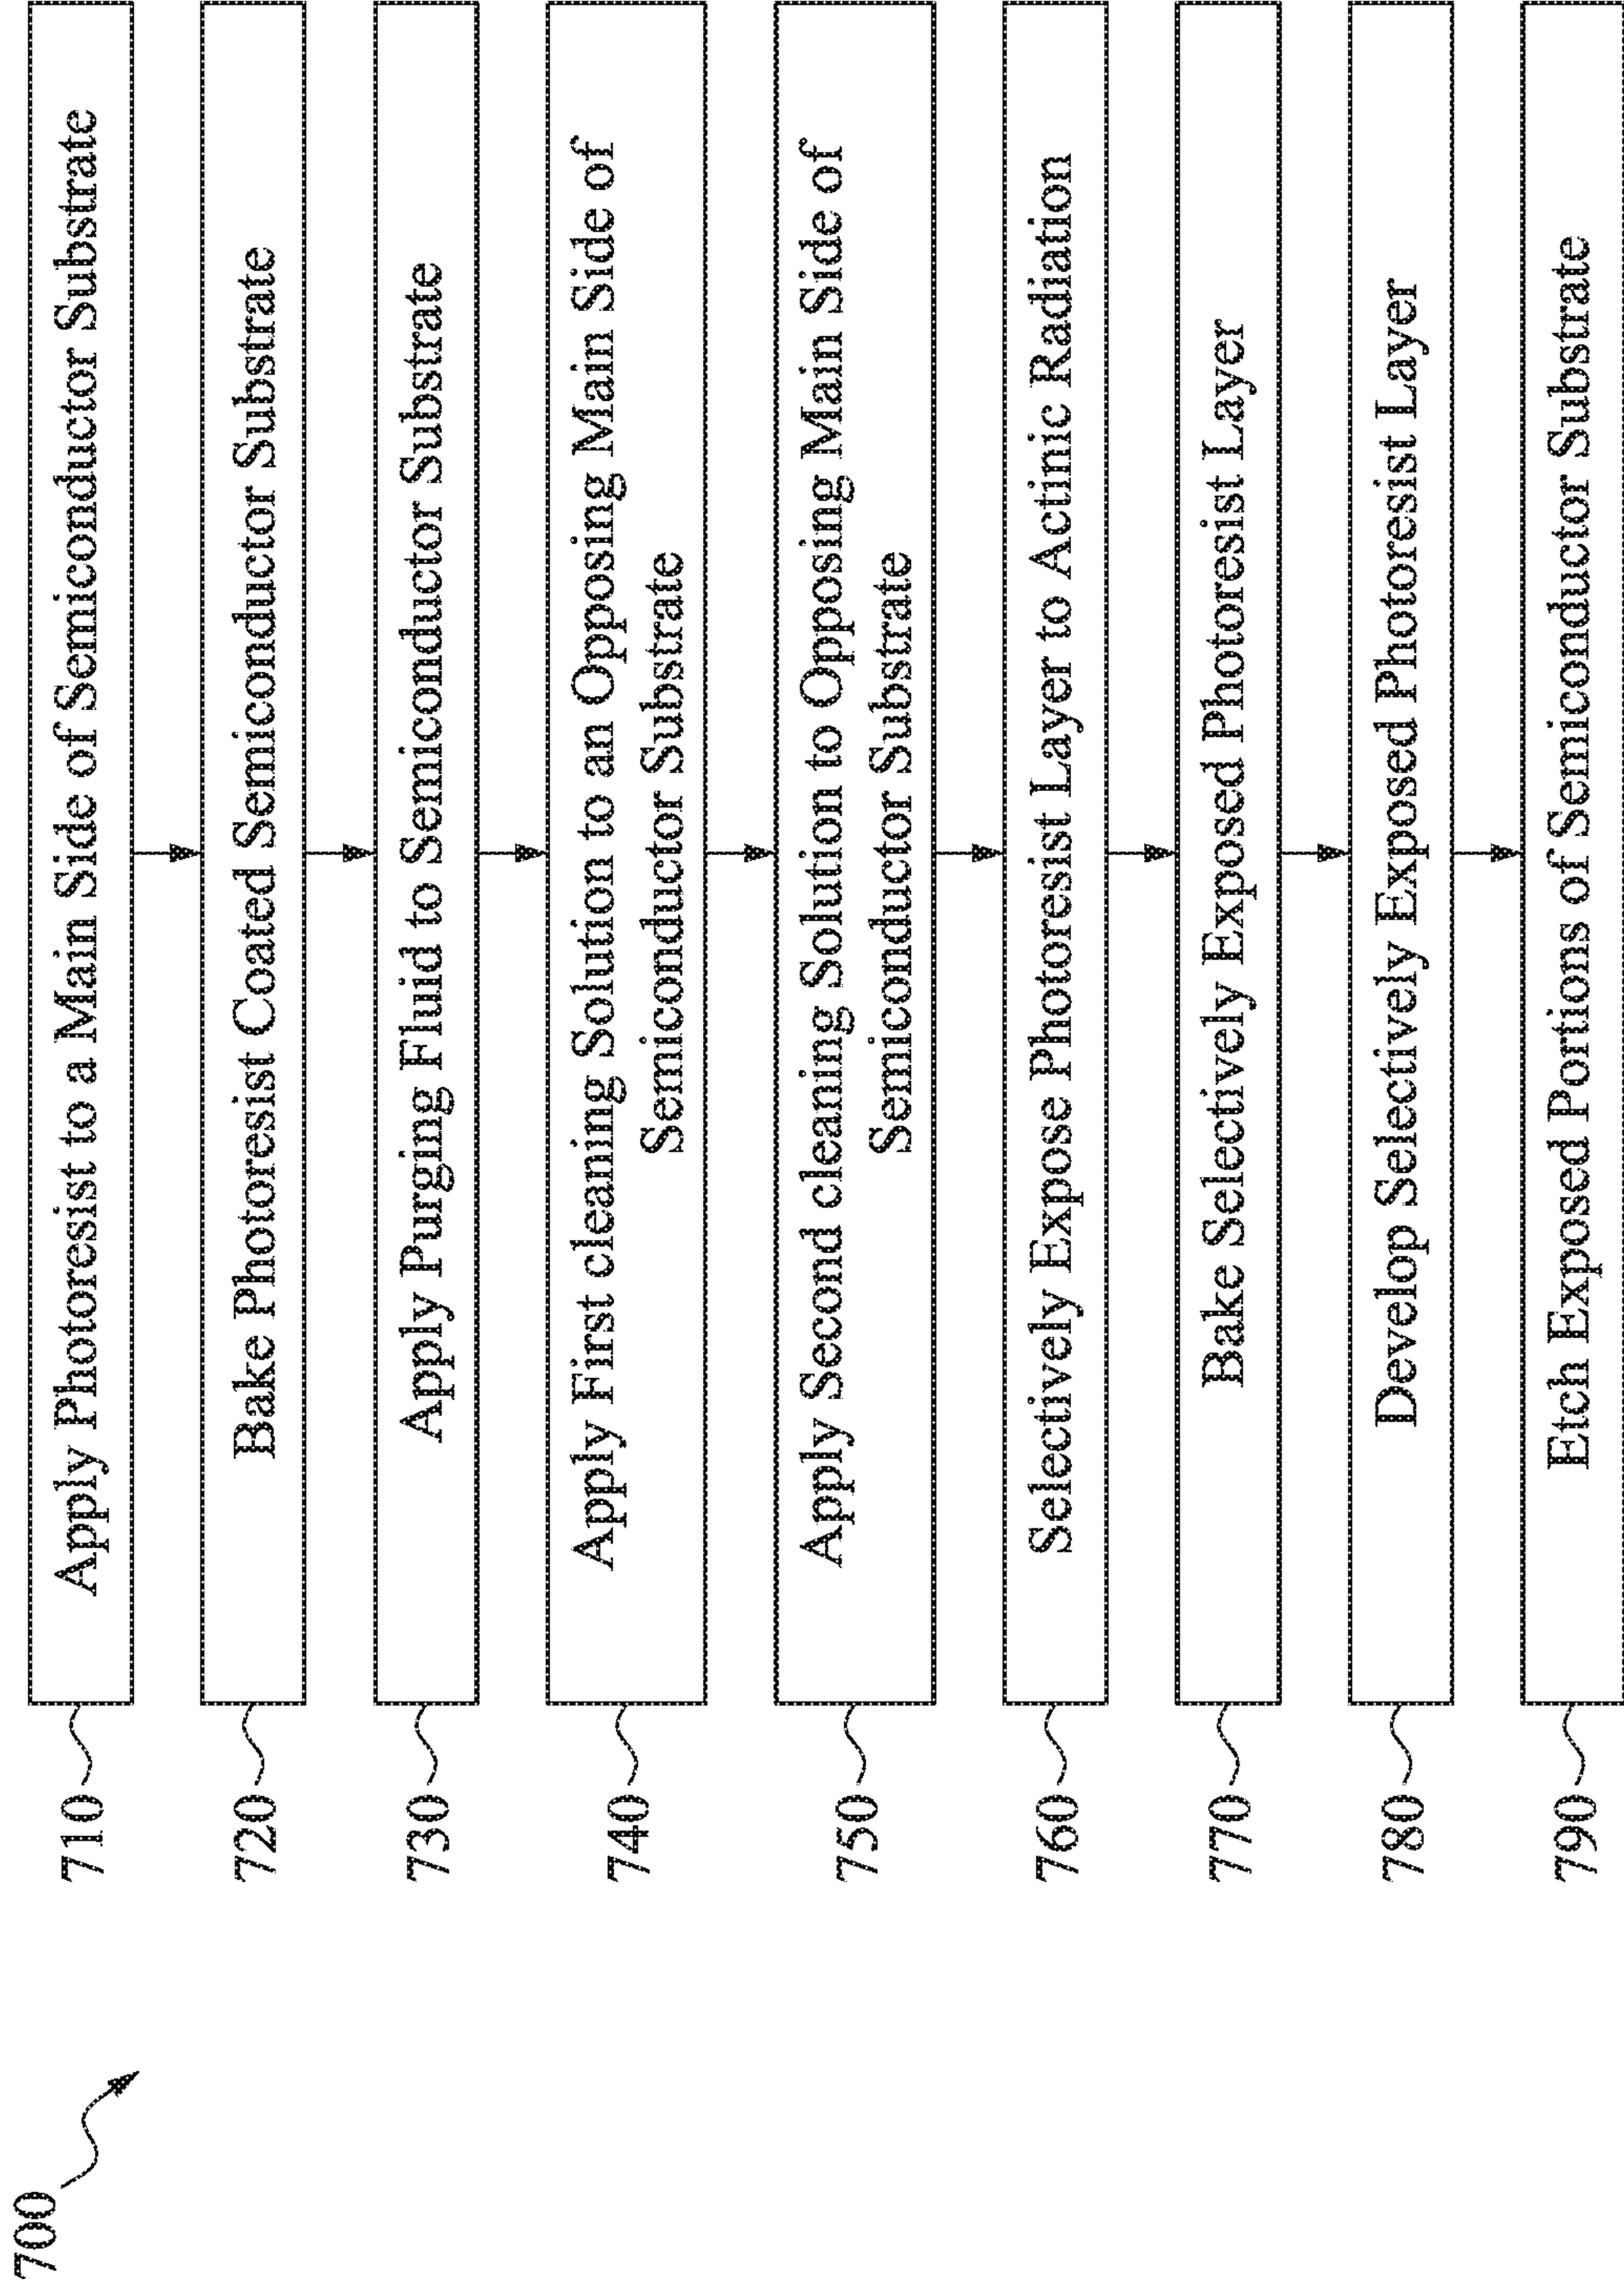 700
710
Apply Photoresist to a Main Side of Semiconductor Substrate
720
Bake Photoresist Coated Semiconductor Substrate
730
Apply Purging Fluid to Semiconductor Substrate
740
Apply First cleaning Solution to an Opposing Main Side of
Semiconductor Substrate
750
Apply Second cleaning Solution to Opposing Main Side of
Semiconductor Substrate
760
Selectively Expose Photoresist Layer to Actinic Radiation
770
Bake Selectively Exposed Photoresist Layer
780
Develop Selectively Exposed Photoresist Layer
790
Etch Exposed Portions of Semiconductor Substrate